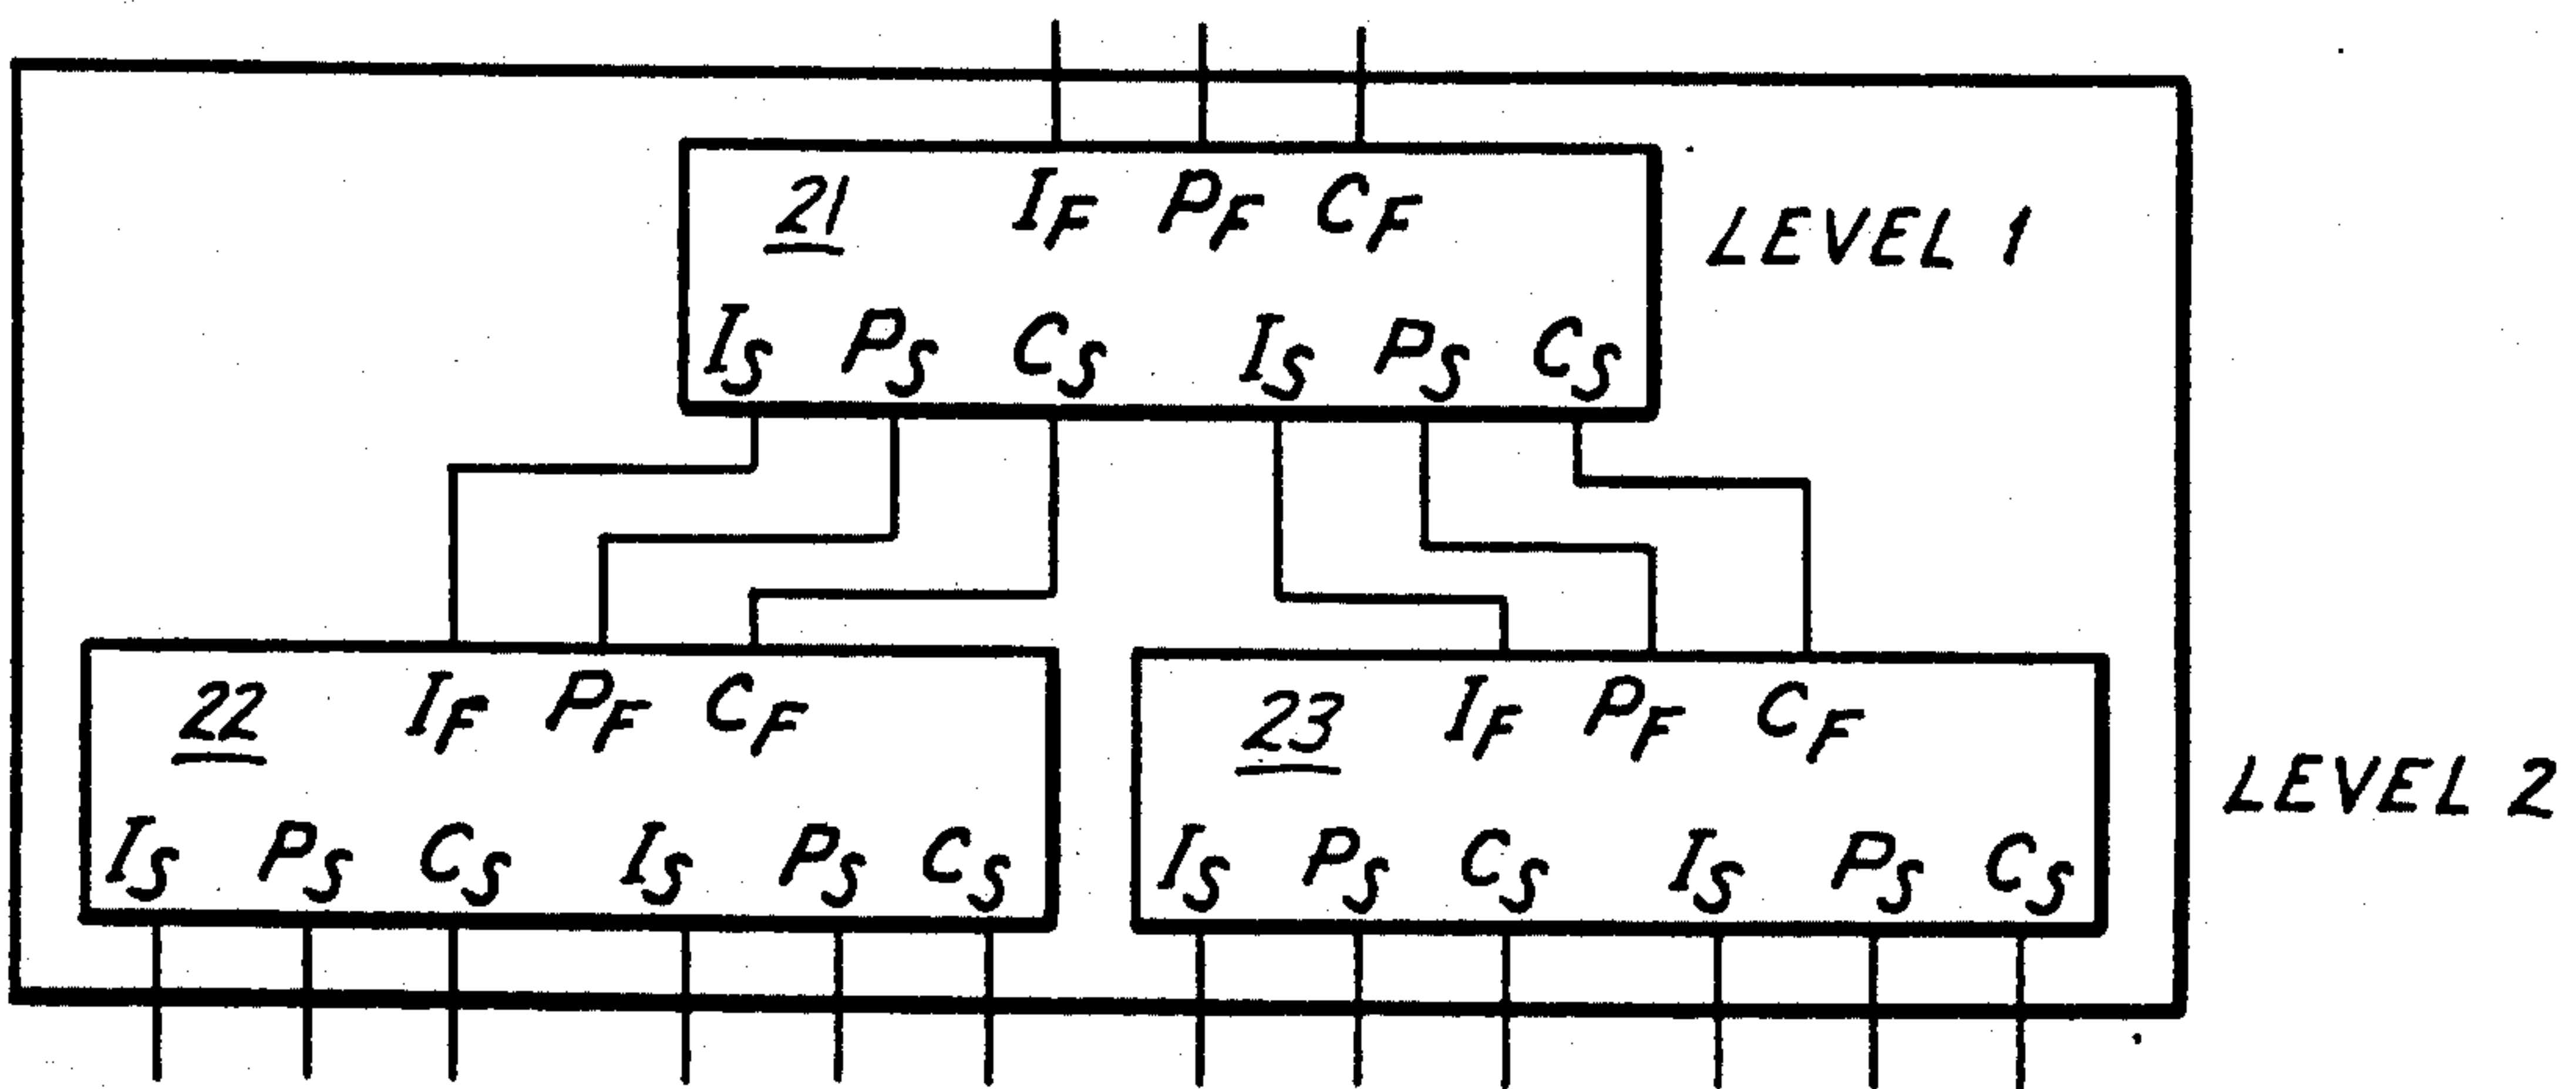 21 I_F P_F C_F
LEVEL 1
I_S P_S C_S I_S P_S C_S
22 I_F P_F C_F
23 I_F P_F C_F
LEVEL 2
I_S P_S C_S I_S P_S C_S
I_S P_S C_S I_S P_S C_S